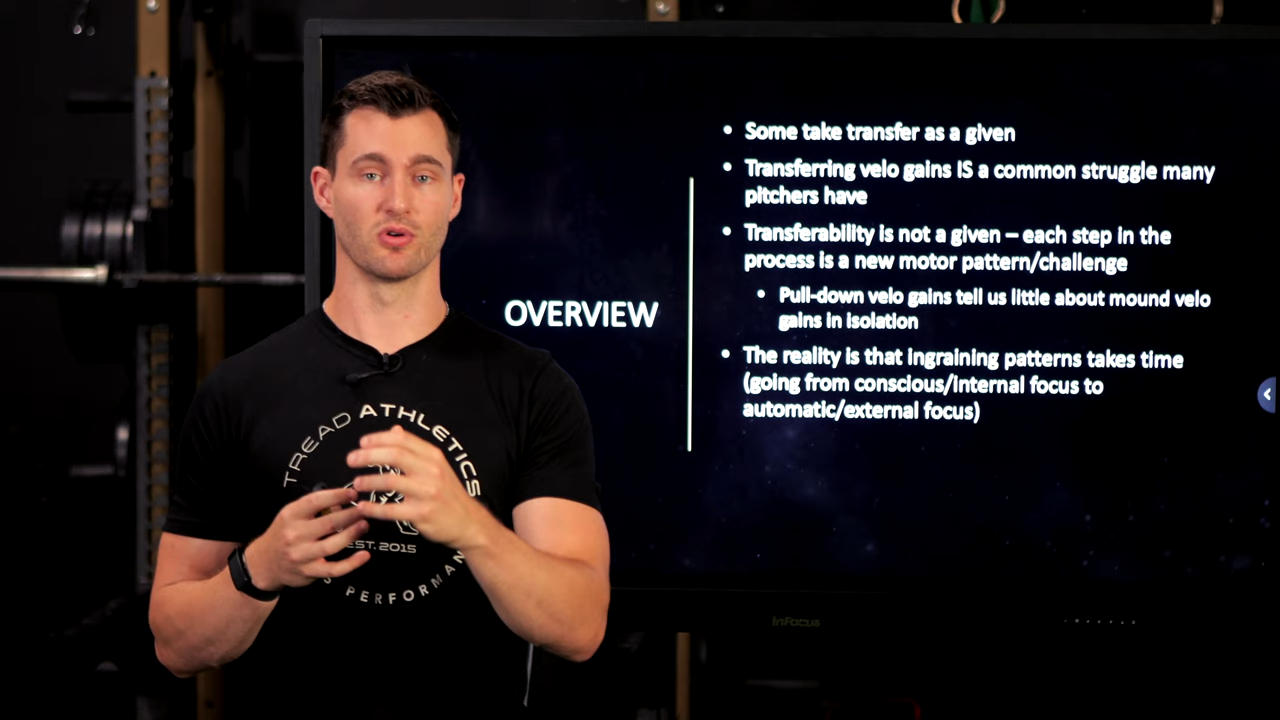 • Some take transfer as a given
• Transferring velo gains IS a common struggle many
pitchers have
• Transferability is not a given – each step in the
process is a new motor pattern/challenge
• Pull-down velo gains tell us little about mound velo
gains in isolation
• The reality is that ingraining patterns takes time
(going from conscious/internal focus to
automatic/external focus)
OVERVIEW
TREAD ATHLETICS
EST. 2015
PERFORMAN
InFocus